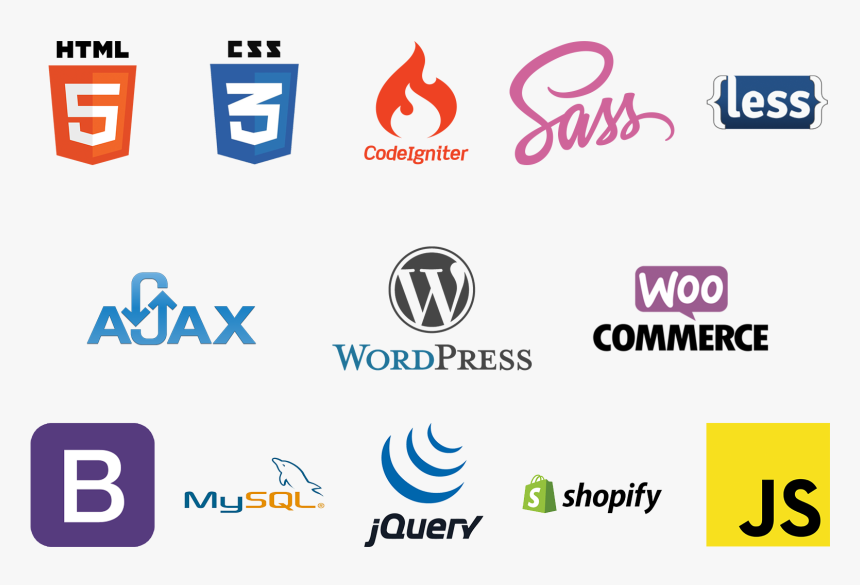 HTML
5
CSS
3
CodeIgniter
Sass
{less}
AJAX
W
WORDPRESS
WOO
COMMERCE
B
MySQL®
jQuery
S
shopify
JS